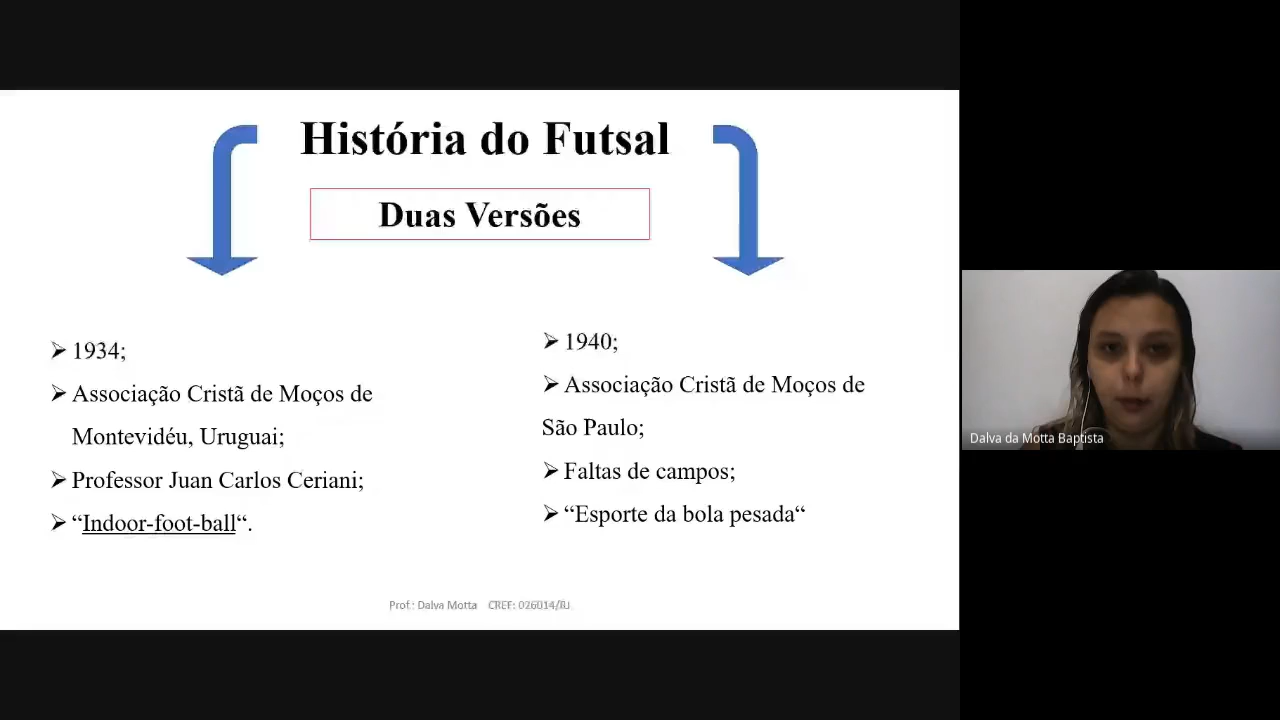 História do Futsal
Duas Versões
1934;
Associação Cristã de Moços de
Montevidéu, Uruguai;
Professor Juan Carlos Ceriani;
“Indoor-foot-ball“.
1940;
Associação Cristã de Moços de
São Paulo;
Faltas de campos;
“Esporte da bola pesada“
Prof.: Dalva Motta CREF: 026014/RJ
Dalva da Motta Baptista